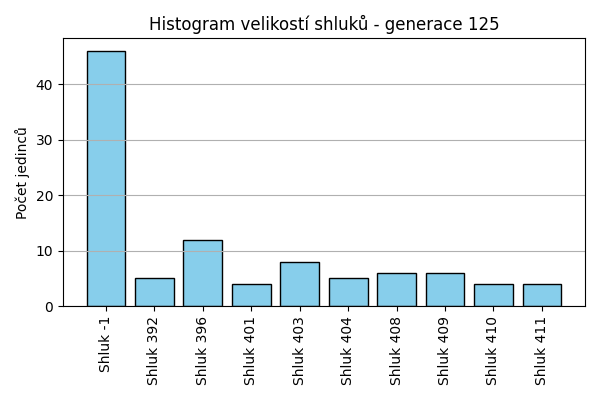 Histogram velikostí shluků - generace 125
Počet jedinců
40
30
20
10
0
Shluk -1
Shluk 392
Shluk 396
Shluk 401
Shluk 403
Shluk 404
Shluk 408
Shluk 409
Shluk 410
Shluk 411